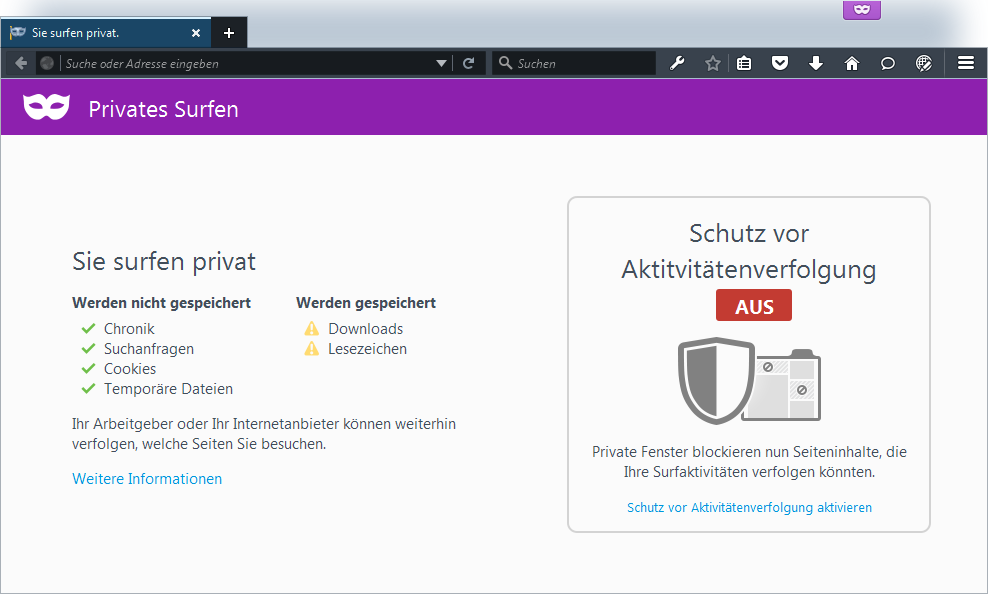 Sie surfen privat.
Suche oder Adresse eingeben
Suchen
Privates Surfen
Sie surfen privat
Werden nicht gespeichert
Chronik
Suchanfragen
Cookies
Temporäre Dateien
Werden gespeichert
Downloads
Lesezeichen
Ihr Arbeitgeber oder Ihr Internetanbieter können weiterhin
verfolgen, welche Seiten Sie besuchen.
Weitere Informationen
Schutz vor
Aktitvitätenverfolgung
AUS
Private Fenster blockieren nun Seiteninhalte, die
Ihre Surfaktivitäten verfolgen könnten.
Schutz vor Aktivitätenverfolgung aktivieren